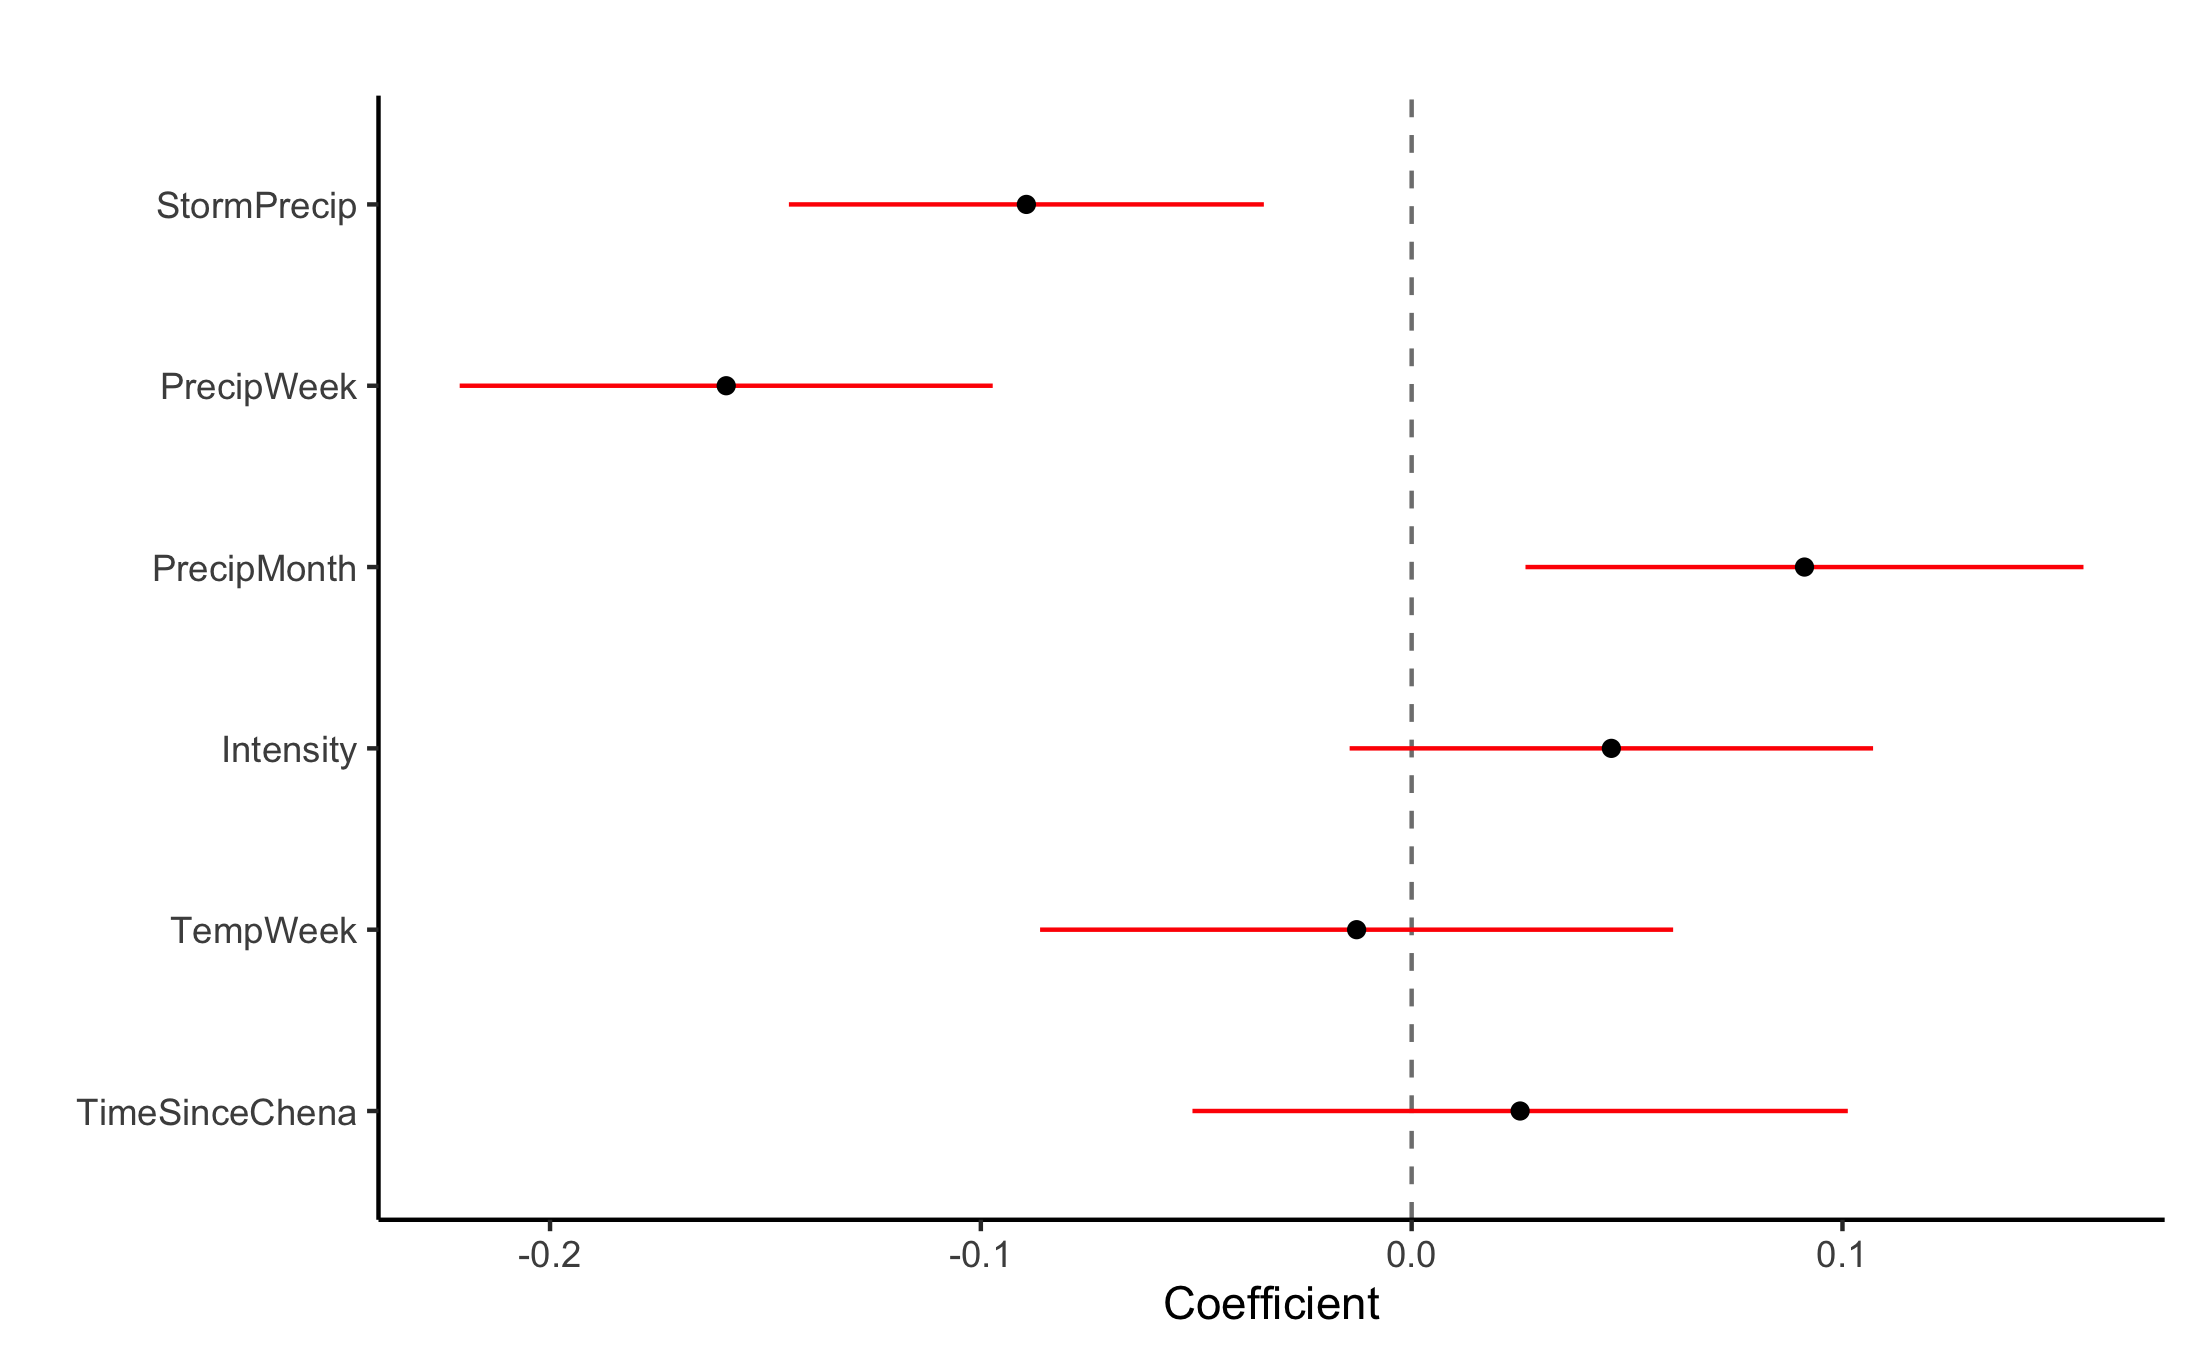 StormPrecip
PrecipWeek
PrecipMonth
Intensity
TempWeek
TimeSinceChena
-0.2 -0.1 0.0 0.1
Coefficient